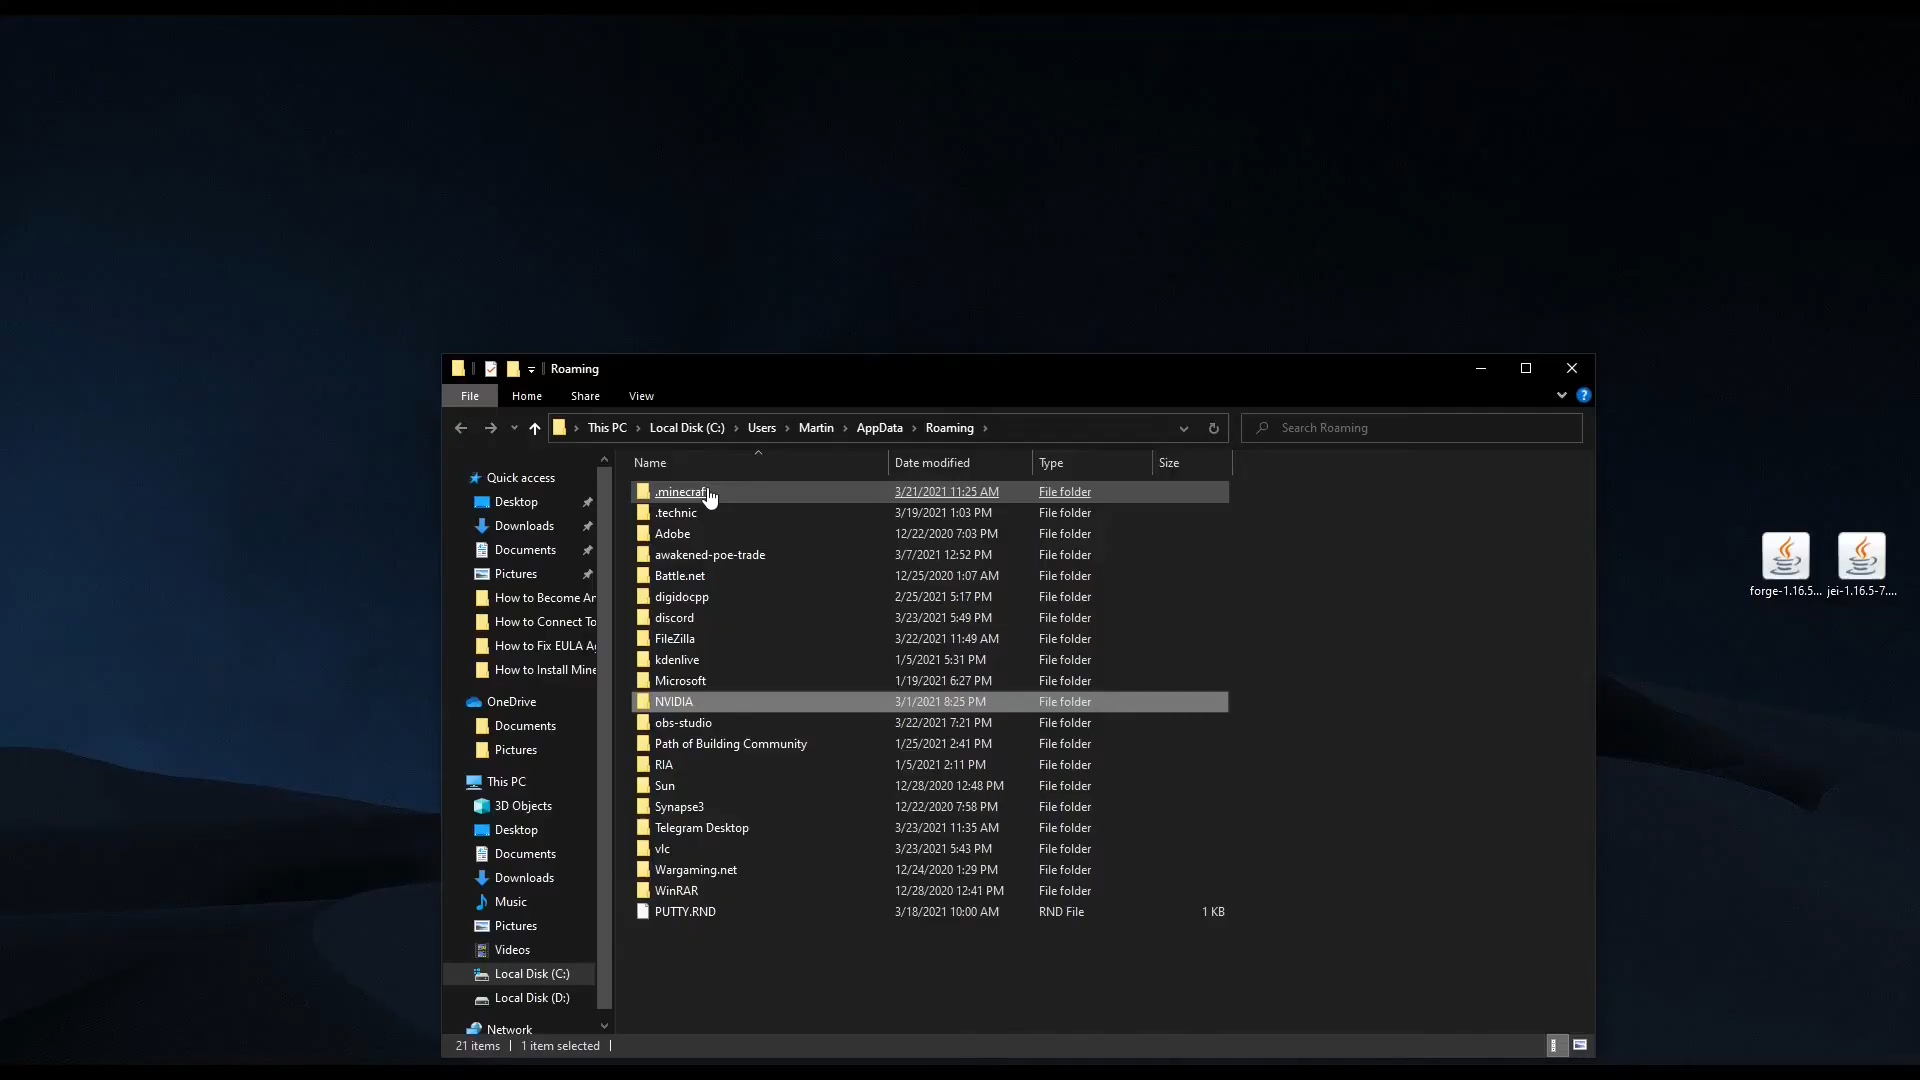 Roaming
File Home Share View
This PC Local Disk (C:) Users Martin AppData Roaming
Search Roaming
Name Date modified Type Size
.minecraf 3/21/2021 11:25 AM File folder
.technic 3/19/2021 1:03 PM File folder
Adobe 12/22/2020 7:03 PM File folder
awakened-poe-trade 3/7/2021 12:52 PM File folder
Battle.net 12/25/2020 1:07 AM File folder
digidocpp 2/25/2021 5:17 PM File folder
discord 3/23/2021 5:49 PM File folder
FileZilla 3/22/2021 11:49 AM File folder
kdenlive 1/5/2021 5:31 PM File folder
Microsoft 1/19/2021 6:27 PM File folder
NVIDIA 3/1/2021 8:25 PM File folder
obs-studio 3/22/2021 7:21 PM File folder
Path of Building Community 1/25/2021 2:41 PM File folder
RIA 1/5/2021 2:11 PM File folder
Sun 12/28/2020 12:48 PM File folder
Synapse3 12/22/2020 7:58 PM File folder
Telegram Desktop 3/23/2021 11:35 AM File folder
vlc 3/23/2021 5:43 PM File folder
Wargaming.net 12/24/2020 1:29 PM File folder
WinRAR 12/28/2020 12:41 PM File folder
PUTTY.RND 3/18/2021 10:00 AM RND File 1 KB
Quick access
Desktop
Downloads
Documents
Pictures
How to Become An
How to Connect To
How to Fix EULA Ag
How to Install Mine
OneDrive
Documents
Pictures
This PC
3D Objects
Desktop
Documents
Downloads
Music
Pictures
Videos
Local Disk (C:)
Local Disk (D:)
Network
21 items 1 item selected
forge-1.16.5... jei-1.16.5-7....